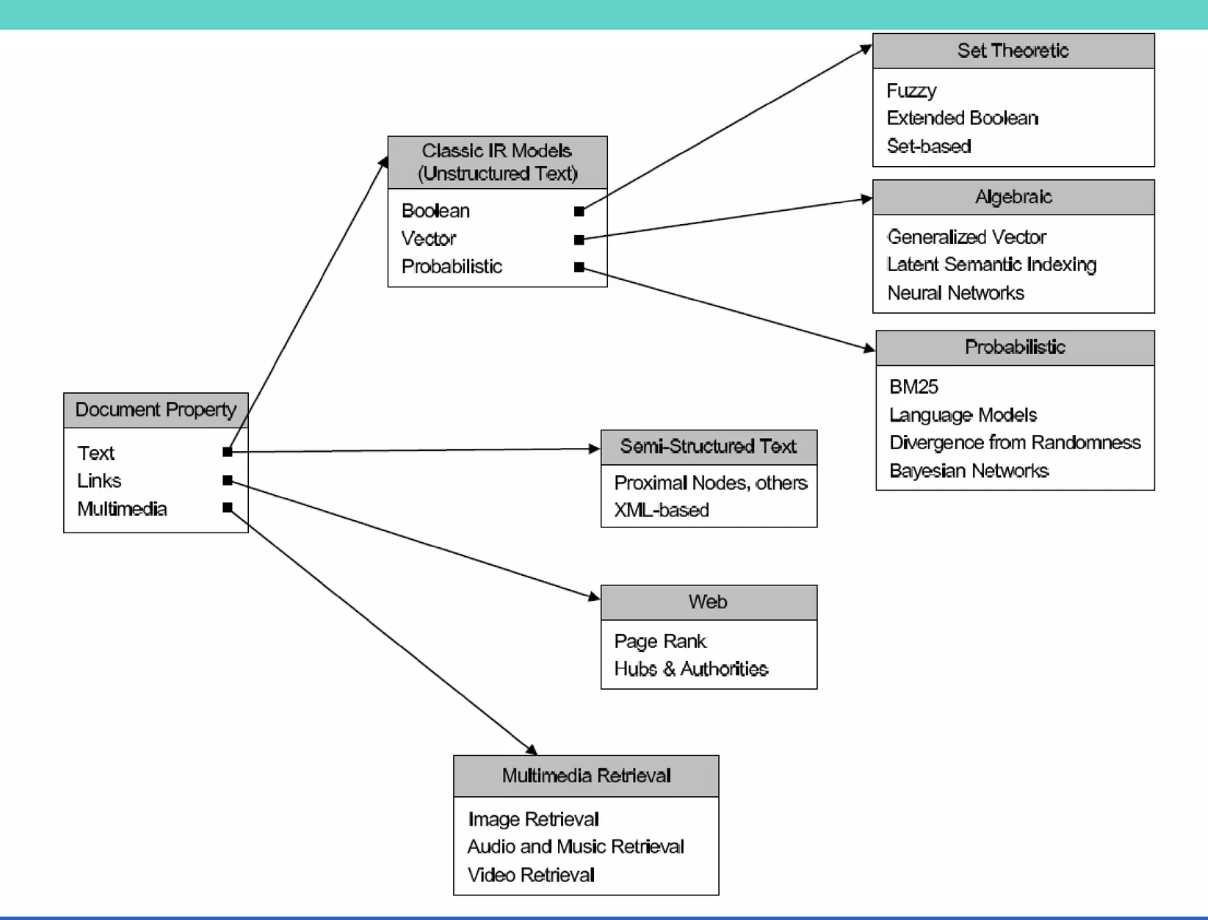 Set Theoretic
Fuzzy
Extended Boolean
Set-based
Classic IR Models
(Unstructured Text)
Boolean
Vector
Probabilistic
Algebraic
Generalized Vector
Latent Semantic Indexing
Neural Networks
Probabilistic
BM25
Language Models
Divergence from Randomness
Bayesian Networks
Document Property
Text
Links
Multimedia
Semi-Structured Text
Proximal Nodes, others
XML-based
Web
Page Rank
Hubs & Authorities
Multimedia Retrieval
Image Retrieval
Audio and Music Retrieval
Video Retrieval